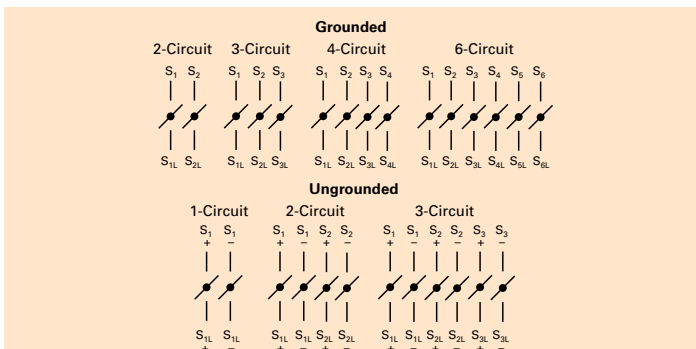 Grounded
2-Circuit 3-Circuit 4-Circuit 6-Circuit
S1 S2 S1 S2 S3 S1 S2 S3 S4 S1 S2 S3 S4 S5 S6
S1L S2L S1L S2L S3L S1L S2L S3L S4L S1L S2L S3L S4L S5L S6L
Ungrounded
1-Circuit 2-Circuit 3-Circuit
S1 S1 S1 S1 S2 S2 S1 S1 S2 S2 S3 S3
+ – + – + – + – + – + –
S1L S1L S1L S1L S2L S2L S1L S1L S2L S2L S3L S3L
+ – + – + – + – + – + –